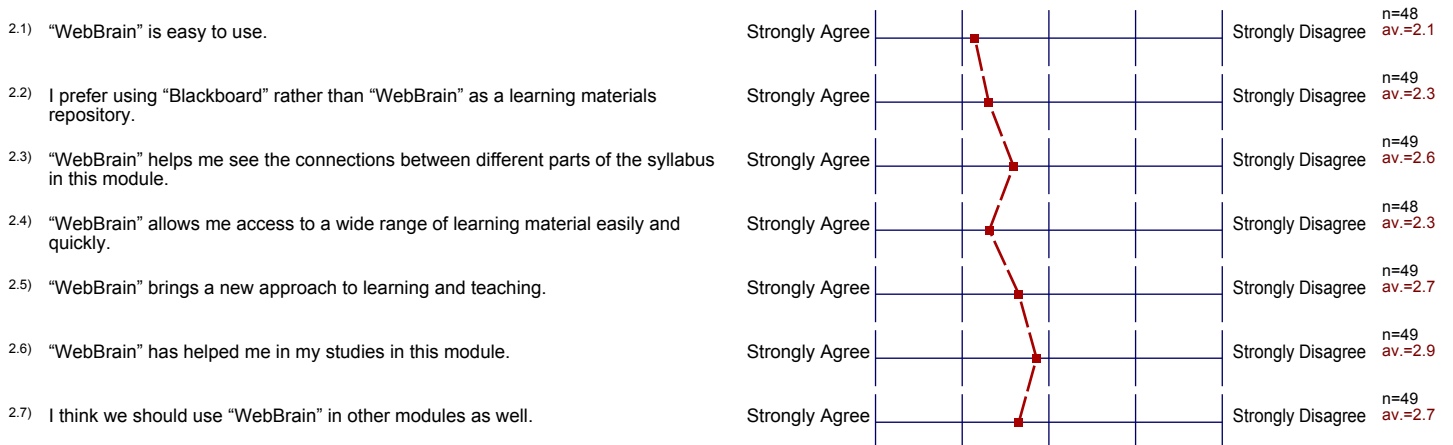 2.1) “WebBrain” is easy to use. Strongly Agree Strongly Disagree n=48
av.=2.1
2.2) I prefer using “Blackboard” rather than “WebBrain” as a learning materials
repository. Strongly Agree Strongly Disagree n=49
av.=2.3
2.3) “WebBrain” helps me see the connections between different parts of the syllabus
in this module. Strongly Agree Strongly Disagree n=49
av.=2.6
2.4) “WebBrain” allows me access to a wide range of learning material easily and
quickly. Strongly Agree Strongly Disagree n=48
av.=2.3
2.5) “WebBrain” brings a new approach to learning and teaching. Strongly Agree Strongly Disagree n=49
av.=2.7
2.6) “WebBrain” has helped me in my studies in this module. Strongly Agree Strongly Disagree n=49
av.=2.9
2.7) I think we should use “WebBrain” in other modules as well. Strongly Agree Strongly Disagree n=49
av.=2.7